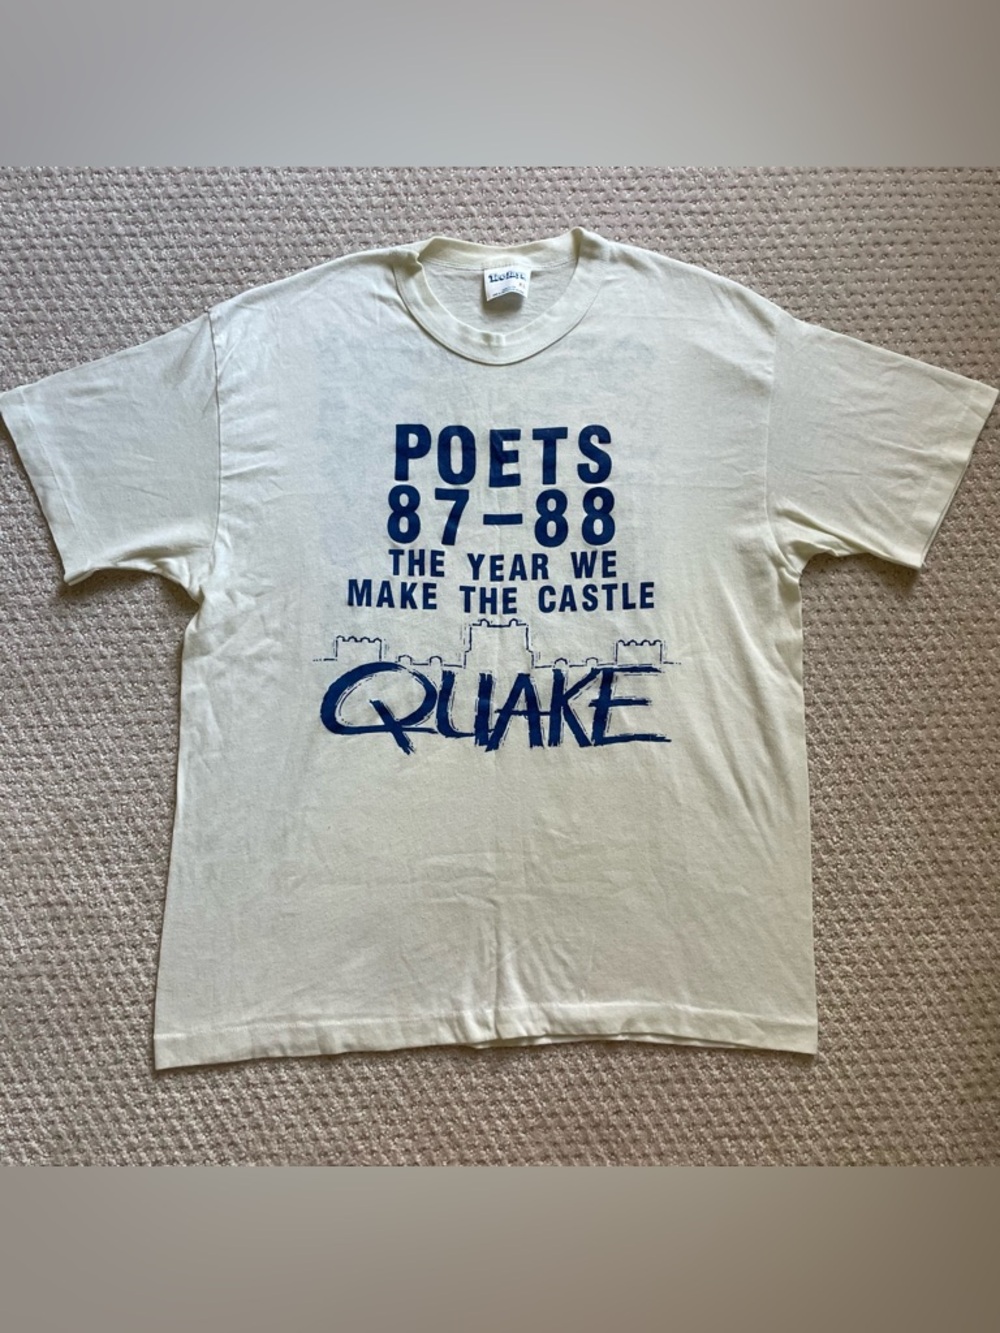 POETS
87-88
THE YEAR WE
MAKE THE CASTLE
QUAKE